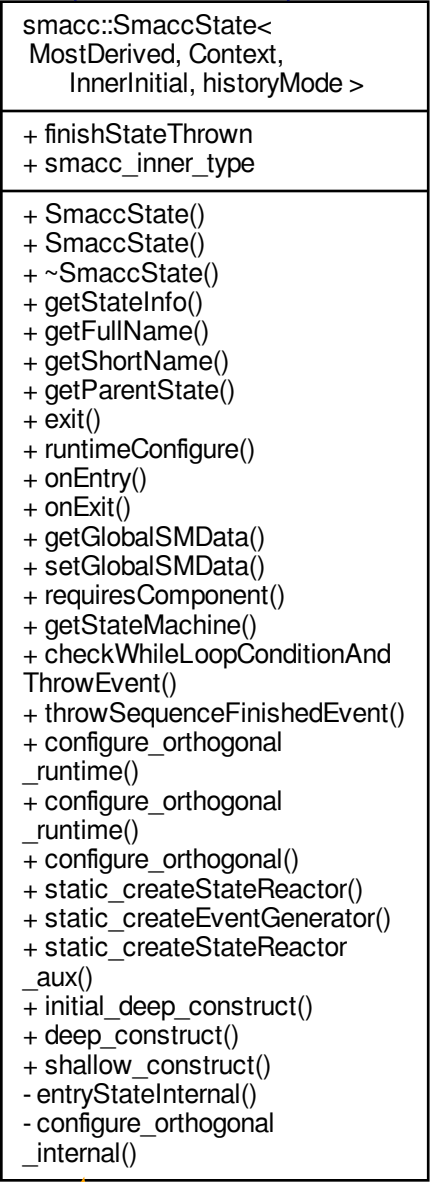 smacc::SmaccState<
MostDerived, Context,
InnerInitial, historyMode >
+ finishStateThrown
+ smacc_inner_type
+ SmaccState()
+ SmaccState()
+ ~SmaccState()
+ getStateInfo()
+ getFullName()
+ getShortName()
+ getParentState()
+ exit()
+ runtimeConfigure()
+ onEntry()
+ onExit()
+ getGlobalSMData()
+ setGlobalSMData()
+ requiresComponent()
+ getStateMachine()
+ checkWhileLoopConditionAnd
ThrowEvent()
+ throwSequenceFinishedEvent()
+ configure_orthogonal
_runtime()
+ configure_orthogonal
_runtime()
+ configure_orthogonal()
+ static_createStateReactor()
+ static_createEventGenerator()
+ static_createStateReactor
_aux()
+ initial_deep_construct()
+ deep_construct()
+ shallow_construct()
- entryStateInternal()
- configure_orthogonal
_internal()